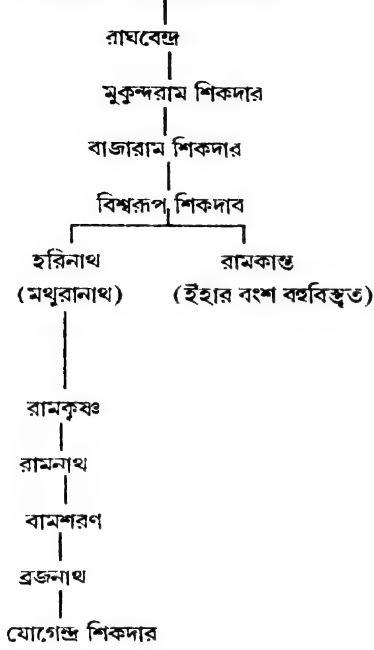 রাঘবেন্দ্র
মুকুন্দরাম শিকদার
বাজারাম শিকদার
বিশ্বরূপ শিকদাব
হরিনাথ রামকান্ত
(মথুরানাথ) (ইঁহার বংশ বহুবিস্তৃত)
রামকৃষ্ণ
রামনাথ
বামশরণ
ব্রজনাথ
যোগেন্দ্র শিকদার